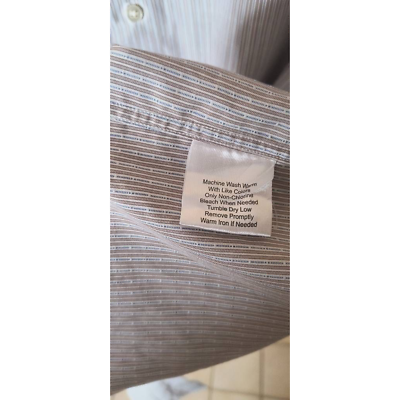 Machine Wash Warm
With Like Colors
Only Non-Chlorine
Bleach When Needed
Tumble Dry Low
Remove Promptly
Warm Iron If Needed